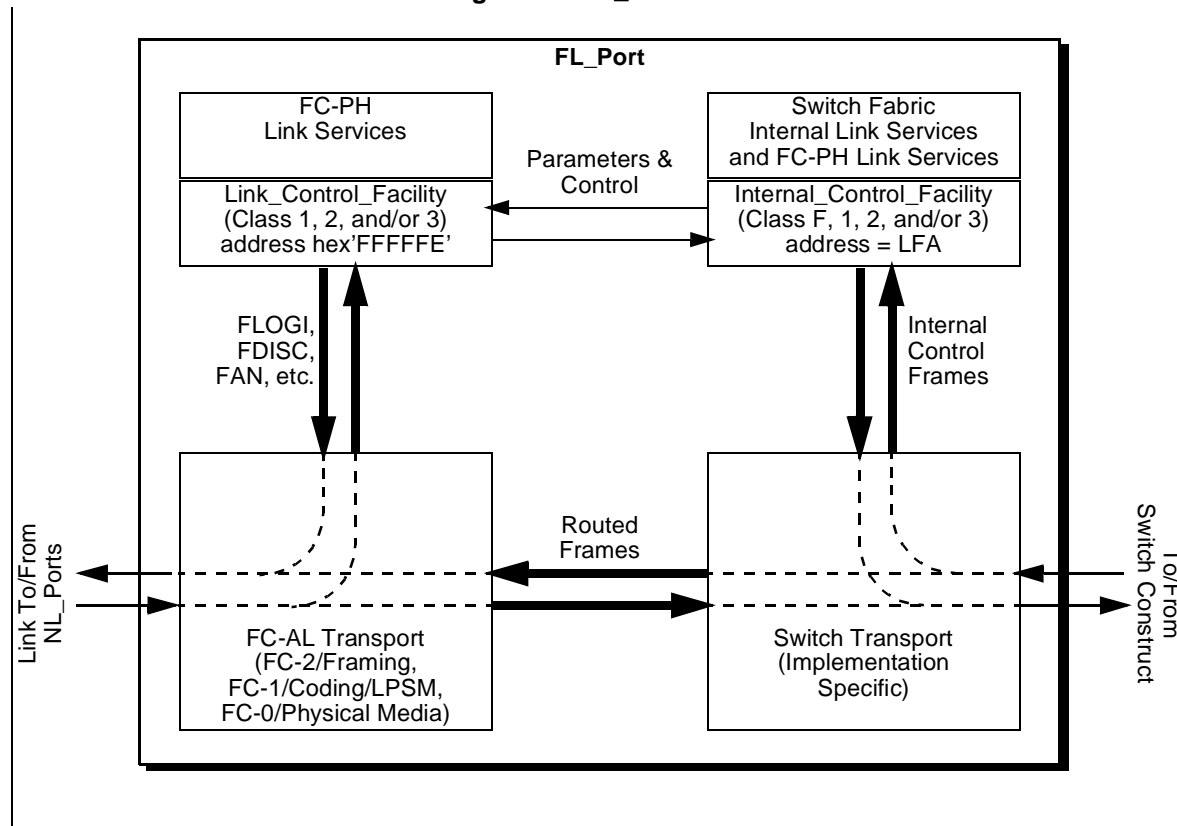 FL_Port
FC-PH
Link Services
Switch Fabric
Internal Link Services
and FC-PH Link Services
Parameters &
Control
Link_Control_Facility
(Class 1, 2, and/or 3)
address hex'FFFFFE'
Internal_Control_Facility
(Class F, 1, 2, and/or 3)
address = LFA
FLOGI,
FDISC,
FAN, etc.
Internal
Control
Frames
Link To/From
NL_Ports
Routed
Frames
To/From
Switch Construct
FC-AL Transport
(FC-2/Framing,
FC-1/Coding/LPSM,
FC-0/Physical Media)
Switch Transport
(Implementation
Specific)